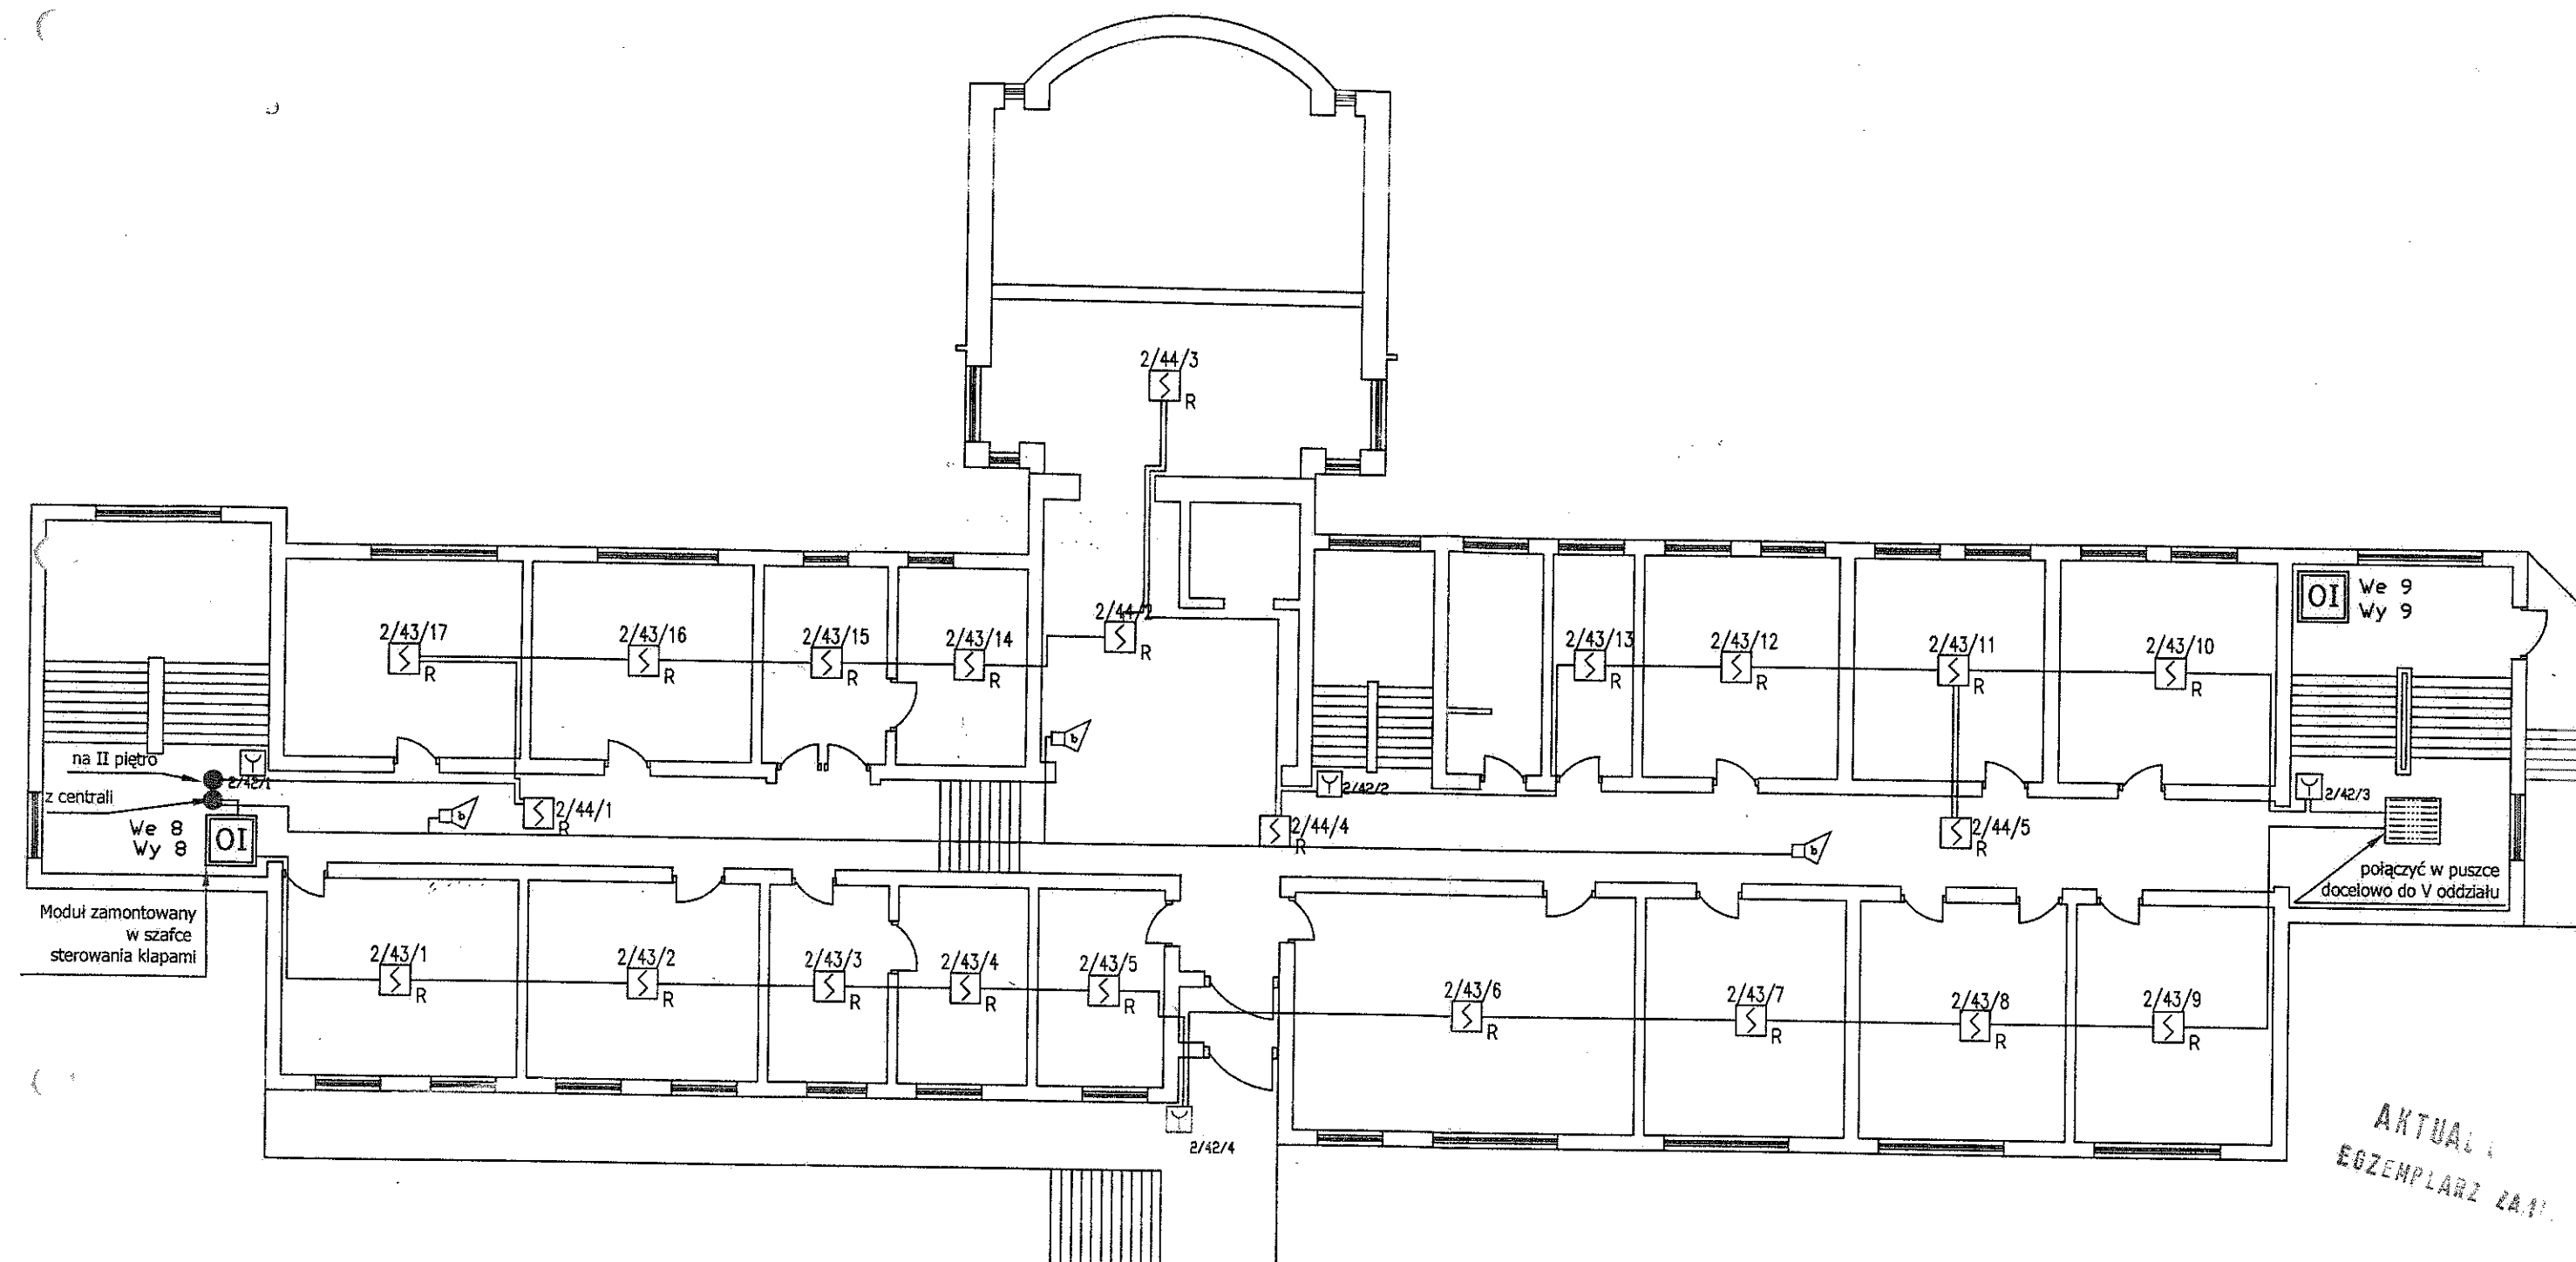 2/44/3
R
2/43/17
R
2/43/16
R
2/43/15
R
2/43/14
R
R
2/43/13
R
2/43/12
R
2/43/11
R
2/43/10
R
OI
We 9
Wy 9
na II piętro
2/42/1
z centrali
We 8
Wy 8
OI
b
2/44/1
R
b
2/42/2
2/44/4
R
b
2/44/5
R
2/42/3
połączyć w puszce
docelowo do V oddziału
Moduł zamontowany
w szafce
sterowania klapami
2/43/1
R
2/43/2
R
2/43/3
R
2/43/4
R
2/43/5
R
2/43/6
R
2/43/7
R
2/43/8
R
2/43/9
R
2/42/4
EGZEMPLARZ